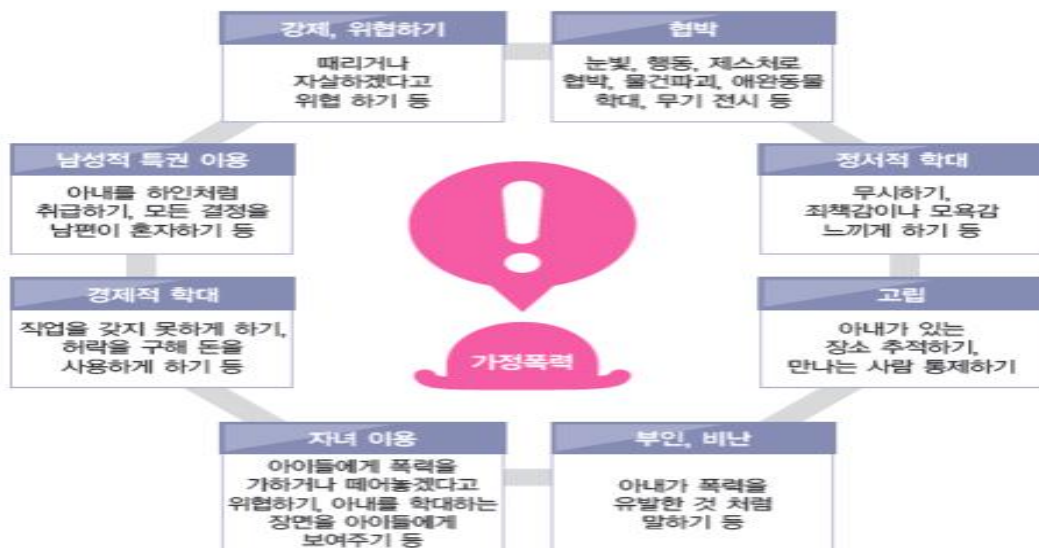 강제, 위협하기
때리거나
자살하겠다고
위협 하기 등
협박
눈빛, 행동, 제스처로
협박, 물건파괴, 애완동물
학대, 무기 전시 등
남성적 특권 이용
아내를 하인처럼
취급하기, 모든 결정을
남편이 혼자하기 등
정서적 학대
무시하기,
죄책감이나 모욕감
느끼게 하기 등
경제적 학대
직업을 갖지 못하게 하기,
허락을 구해 돈을
사용하게 하기 등
고립
아내가 있는
장소 추적하기,
만나는 사람 통제하기
가정폭력
자녀 이용
아이들에게 폭력을
가하거나 떼어놓겠다고
위협하기, 아내를 학대하는
장면을 아이들에게
보여주기 등
부인, 비난
아내가 폭력을
유발한 것 처럼
말하기 등